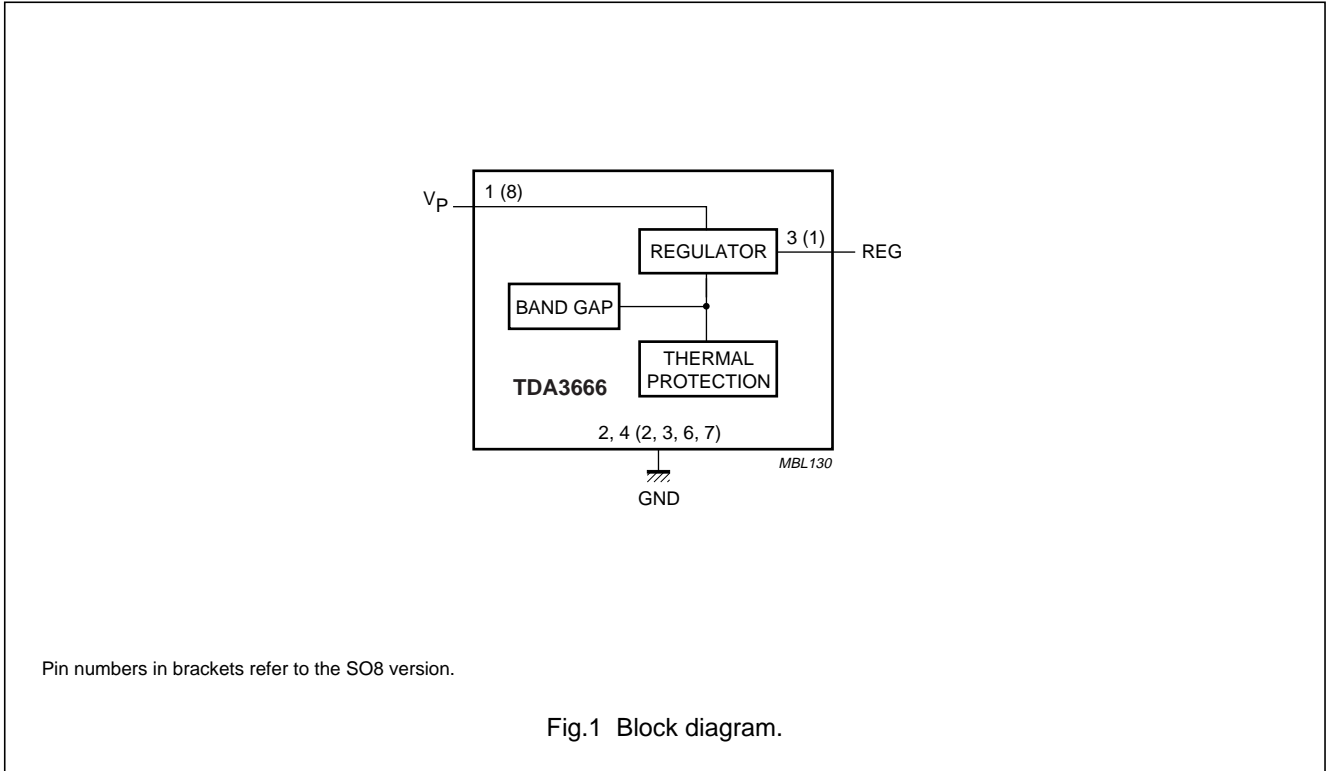 1 (8)
VP
3 (1)
REGULATOR
REG
BAND GAP
THERMAL
PROTECTION
TDA3666
2, 4 (2, 3, 6, 7)
MBL130
GND
Pin numbers in brackets refer to the SO8 version.
Fig.1 Block diagram.